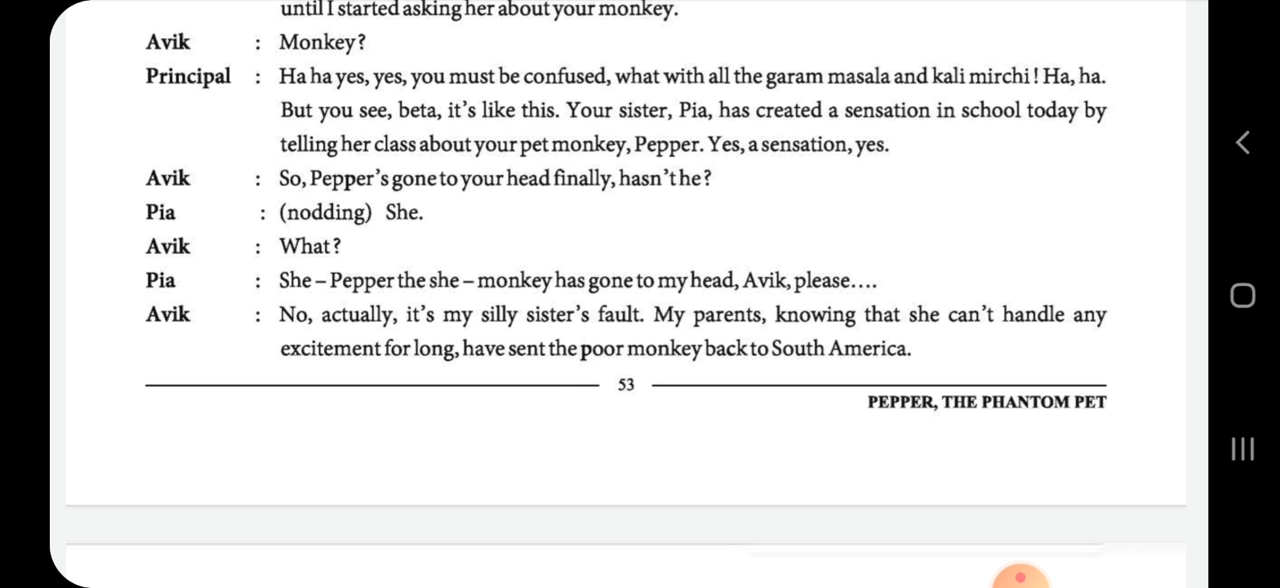 until I started asking her about your monkey.
Avik : Monkey?
Principal : Ha ha yes, yes, you must be confused, what with all the garam masala and kali mirchi! Ha, ha.
But you see, beta, it's like this. Your sister, Pia, has created a sensation in school today by
telling her class about your pet monkey, Pepper. Yes, a sensation, yes.
Avik : So, Pepper's gone to your head finally, hasn't he?
Pia : (nodding) She.
Avik : What?
Pia : She – Pepper the she – monkey has gone to my head, Avik, please....
Avik : No, actually, it's my silly sister's fault. My parents, knowing that she can't handle any
excitement for long, have sent the poor monkey back to South America.
53
PEPPER, THE PHANTOM PET